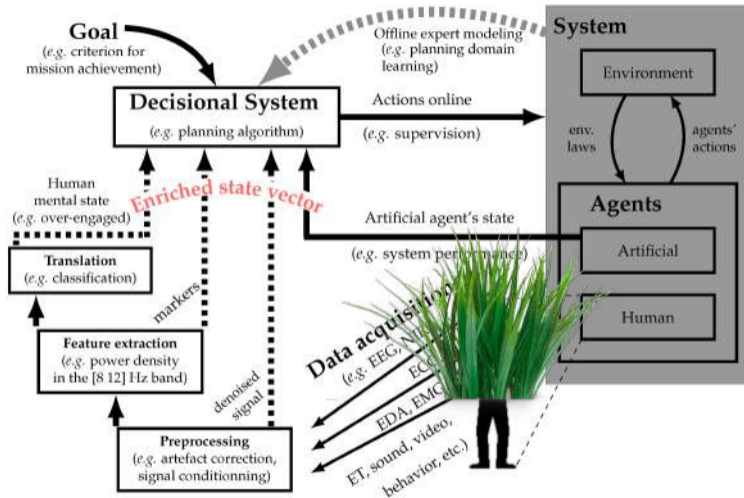 Goal
(e.g. criterion for
mission achievement)
Offline expert modeling
(e.g. planning domain
learning)
System
Environment
Decisional System
(e.g. planning algorithm)
Actions online
(e.g. supervision)
env.
laws
agents'
actions
Human
mental state
(e.g. over-engaged)
Enriched state vector
Artificial agent's state
(e.g. system performance)
Agents
Artificial
Human
Translation
(e.g. classification)
markers
Feature extraction
(e.g. power density
in the [8 12] Hz band)
denoised
signal
Data acquisition
(e.g. EEG,
EDA, EMG
ET, sound, video,
behavior, etc.)
Preprocessing
(e.g. artefact correction,
signal conditionning)